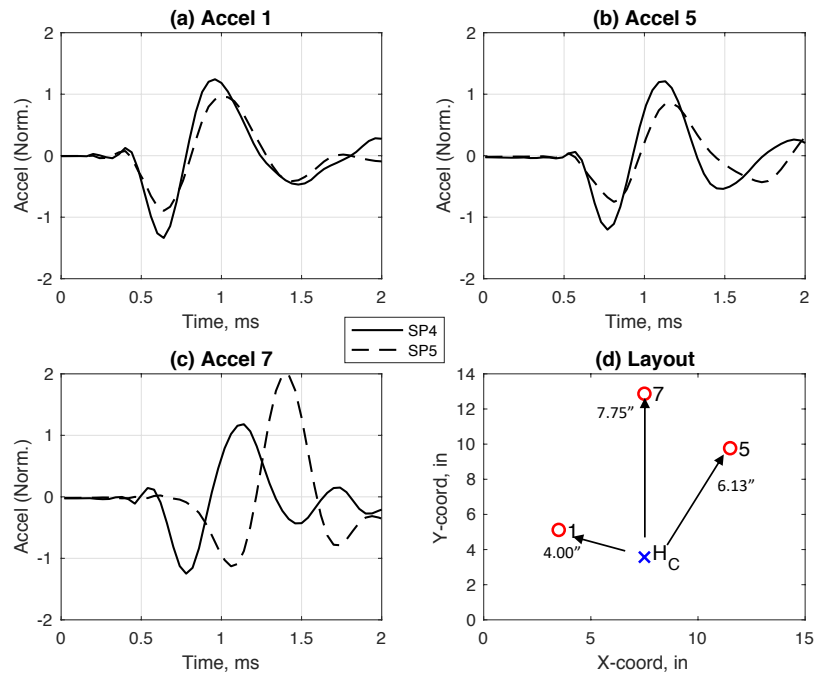 (a) Accel 1
2
1
0
-1
-2
Accel (Norm.)
0 0.5 1 1.5 2
Time, ms
(b) Accel 5
2
1
0
-1
-2
Accel (Norm.)
0 0.5 1 1.5 2
Time, ms
SP4
SP5
(c) Accel 7
2
1
0
-1
-2
Accel (Norm.)
0 0.5 1 1.5 2
Time, ms
(d) Layout
14
12
10
8
6
4
2
0
Y-coord, in
7
7.75”
5
6.13”
1
4.00”
H_C
0 5 10 15
X-coord, in